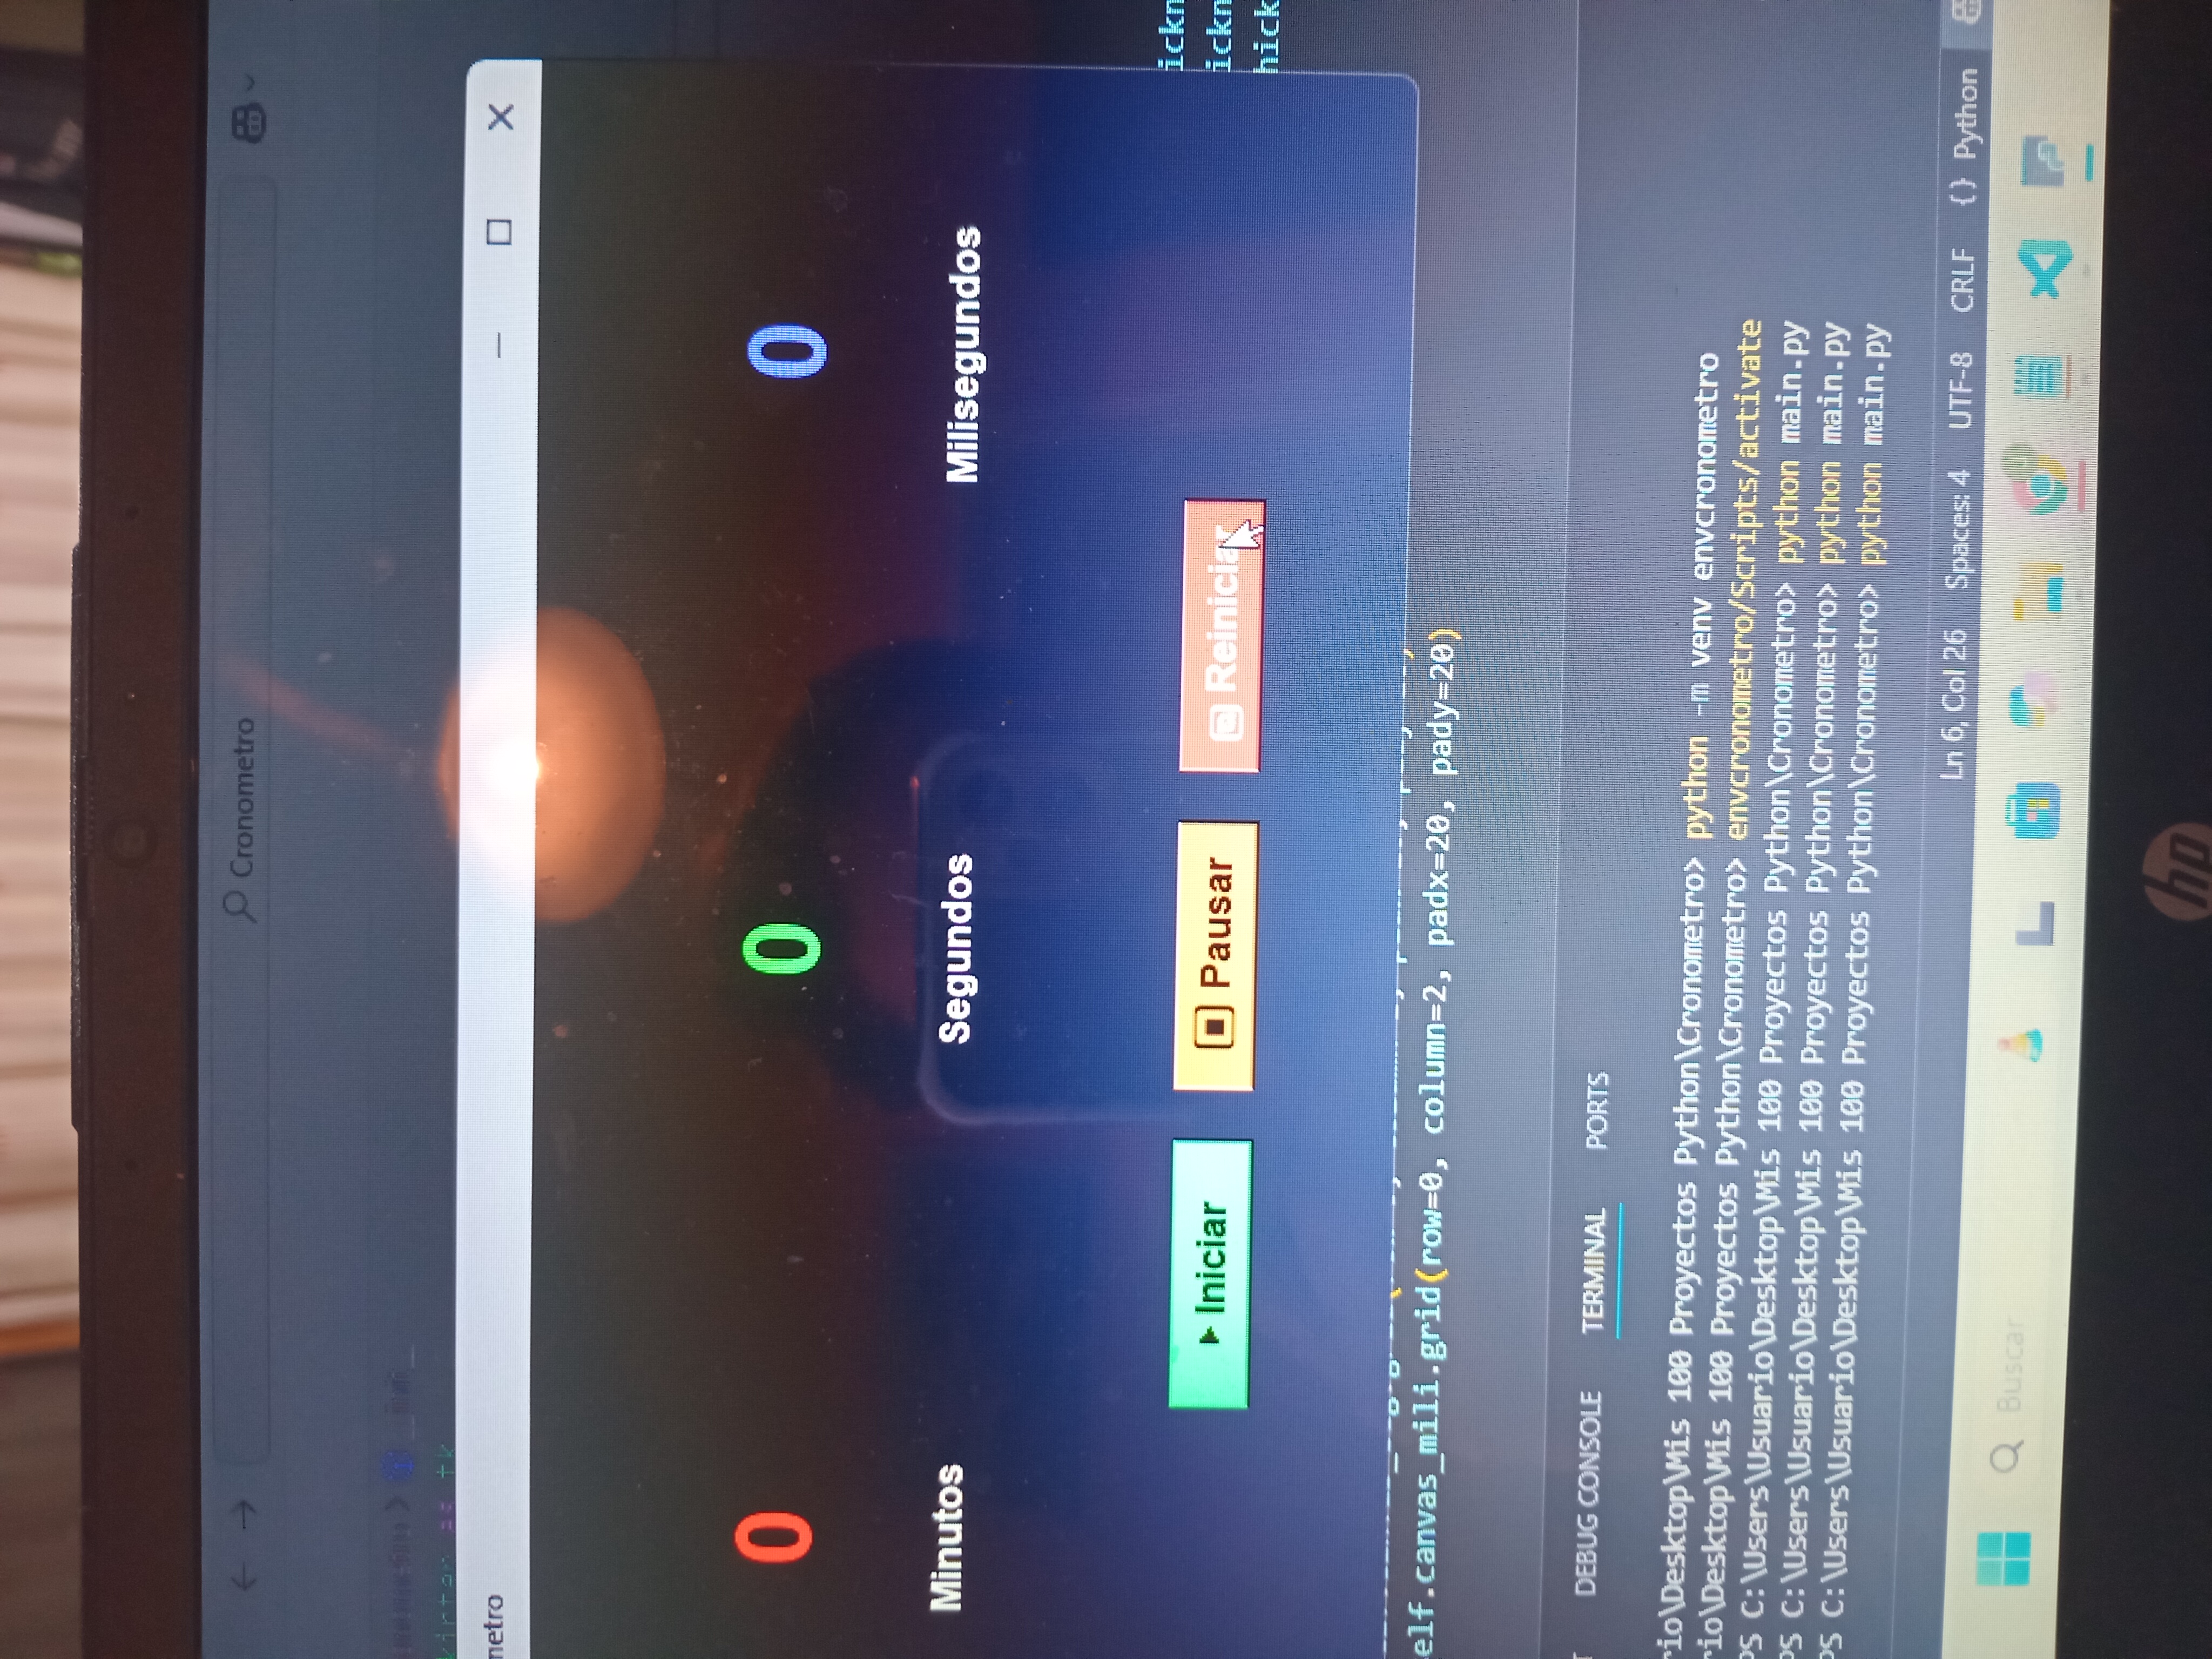 Cronometro
kinter as tk
metro
0 0 0
Minutos Segundos Milisegundos
Iniciar Pausar Reiniciar
ickn
ickn
hick
elf.canvas_mili.grid(row=0, column=2, padx=20, pady=20)
T DEBUG CONSOLE TERMINAL PORTS
rio\Desktop\Mis 100 Proyectos Python\Cronometro> python -m venv envcronometro
rio\Desktop\Mis 100 Proyectos Python\Cronometro> envcronometro/Scripts/activate
PS C:\Users\Usuario\Desktop\Mis 100 Proyectos Python\Cronometro> python main.py
PS C:\Users\Usuario\Desktop\Mis 100 Proyectos Python\Cronometro> python main.py
PS C:\Users\Usuario\Desktop\Mis 100 Proyectos Python\Cronometro> python main.py
Ln 6, Col 26 Spaces: 4 UTF-8 CRLF {} Python
Buscar
hp